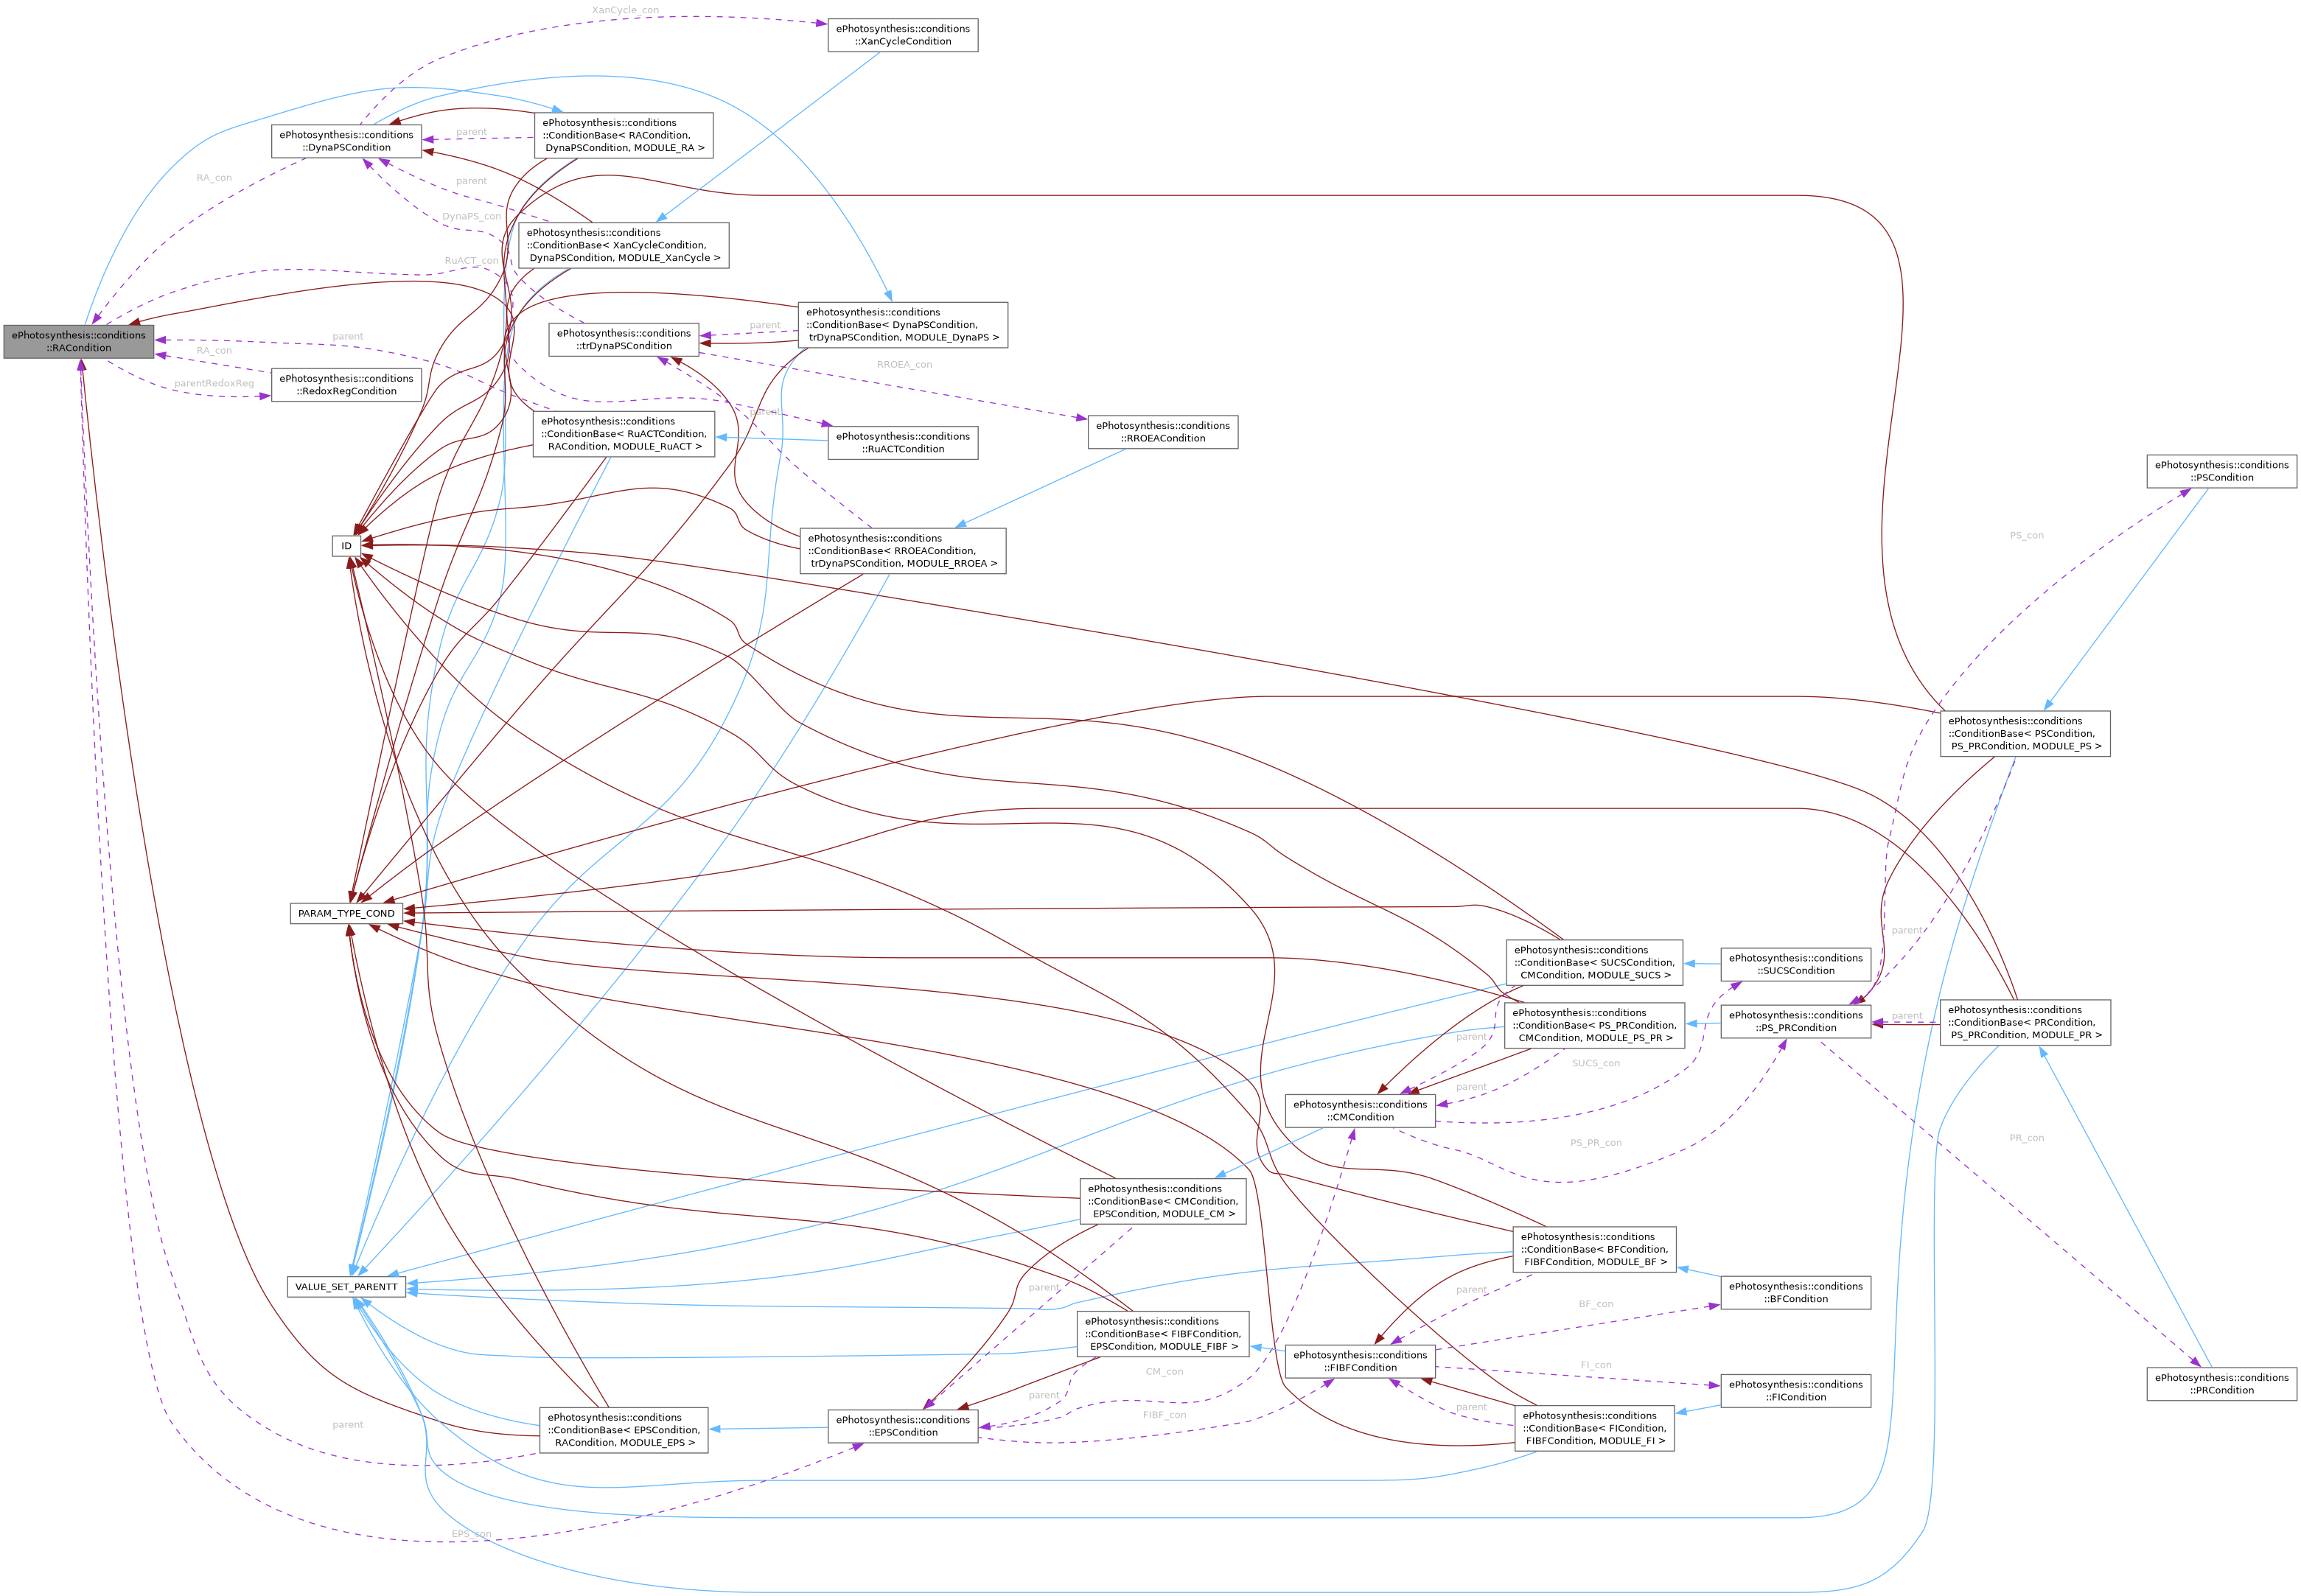 XanCycle_con
ePhotosynthesis::conditions
::XanCycleCondition
ePhotosynthesis::conditions
::ConditionBase< RACondition,
DynaPSCondition, MODULE_RA >
ePhotosynthesis::conditions
::DynaPSCondition
parent
RA_con
parent
DynaPS_con
ePhotosynthesis::conditions
::ConditionBase< XanCycleCondition,
DynaPSCondition, MODULE_XanCycle >
RuACT_con
ePhotosynthesis::conditions
::RACondition
parent
RA_con
parentRedoxReg
ePhotosynthesis::conditions
::RedoxRegCondition
ePhotosynthesis::conditions
::trDynaPSCondition
parent
ePhotosynthesis::conditions
::ConditionBase< DynaPSCondition,
trDynaPSCondition, MODULE_DynaPS >
RROEA_con
parent
ePhotosynthesis::conditions
::ConditionBase< RuACTCondition,
RACondition, MODULE_RuACT >
ePhotosynthesis::conditions
::RuACTCondition
ePhotosynthesis::conditions
::RROEACondition
ePhotosynthesis::conditions
::PSCondition
ID
ePhotosynthesis::conditions
::ConditionBase< RROEACondition,
trDynaPSCondition, MODULE_RROEA >
PS_con
ePhotosynthesis::conditions
::ConditionBase< PSCondition,
PS_PRCondition, MODULE_PS >
PARAM_TYPE_COND
ePhotosynthesis::conditions
::ConditionBase< SUCSCondition,
CMCondition, MODULE_SUCS >
ePhotosynthesis::conditions
::SUCSCondition
parent
ePhotosynthesis::conditions
::ConditionBase< PS_PRCondition,
CMCondition, MODULE_PS_PR >
ePhotosynthesis::conditions
::PS_PRCondition
parent
ePhotosynthesis::conditions
::ConditionBase< PRCondition,
PS_PRCondition, MODULE_PR >
parent
SUCS_con
parent
ePhotosynthesis::conditions
::CMCondition
PS_PR_con
PR_con
ePhotosynthesis::conditions
::ConditionBase< CMCondition,
EPSCondition, MODULE_CM >
ePhotosynthesis::conditions
::ConditionBase< BFCondition,
FIBFCondition, MODULE_BF >
VALUE_SET_PARENTT
parent
parent
BF_con
ePhotosynthesis::conditions
::BFCondition
ePhotosynthesis::conditions
::ConditionBase< FIBFCondition,
EPSCondition, MODULE_FIBF >
ePhotosynthesis::conditions
::FIBFCondition
CM_con
FI_con
ePhotosynthesis::conditions
::FICondition
ePhotosynthesis::conditions
::PRCondition
parent
parent
parent
FIBF_con
ePhotosynthesis::conditions
::ConditionBase< EPSCondition,
RACondition, MODULE_EPS >
ePhotosynthesis::conditions
::EPSCondition
ePhotosynthesis::conditions
::ConditionBase< FICondition,
FIBFCondition, MODULE_FI >
EPS_con